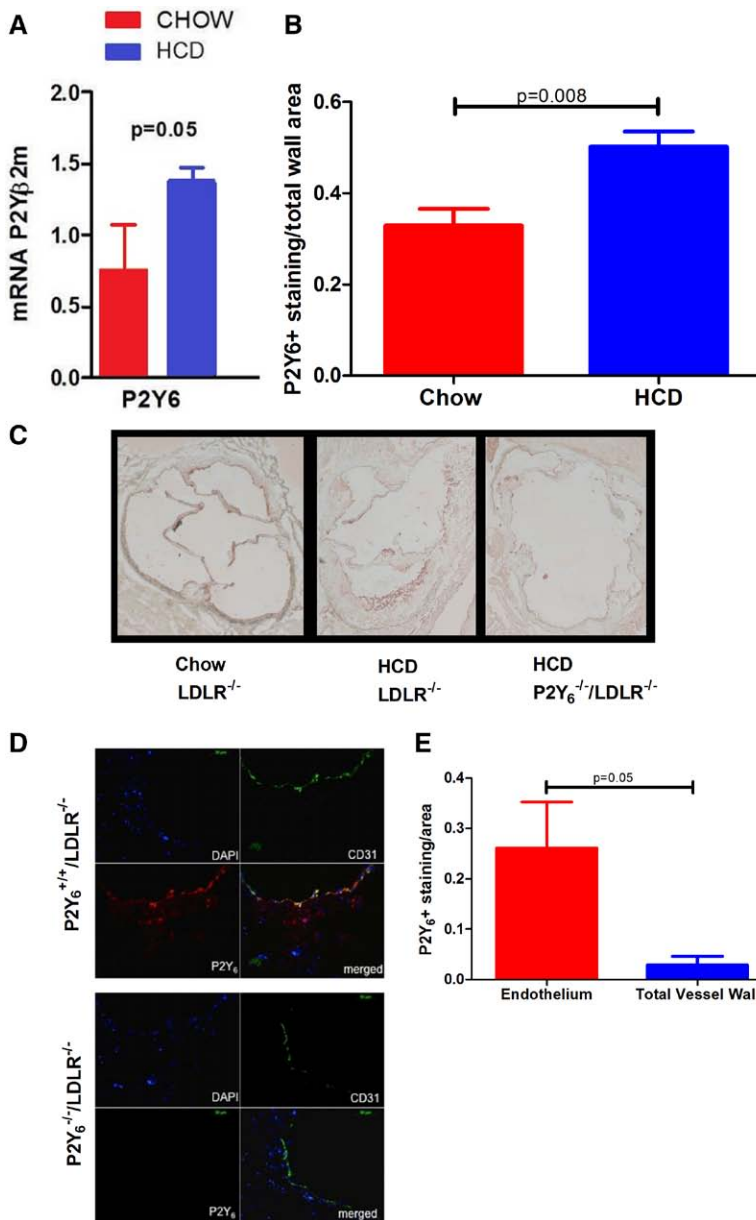 A
CHOW
HCD
mRNA P2Yβ2m
2.0
1.5
1.0
0.5
0.0
p=0.05
P2Y6
B
P2Y6+ staining/total wall area
0.6
0.4
0.2
0.0
p=0.008
Chow
HCD
C
Chow
LDLR-/-
HCD
LDLR-/-
HCD
P2Y6-/-/LDLR-/-
D
P2Y6+/+/LDLR-/-
DAPI
CD31
P2Y6
merged
P2Y6-/-/LDLR-/-
DAPI
CD31
P2Y6
merged
E
P2Y6+ staining/area
0.4
0.3
0.2
0.1
0.0
p=0.05
Endothelium
Total Vessel Wal